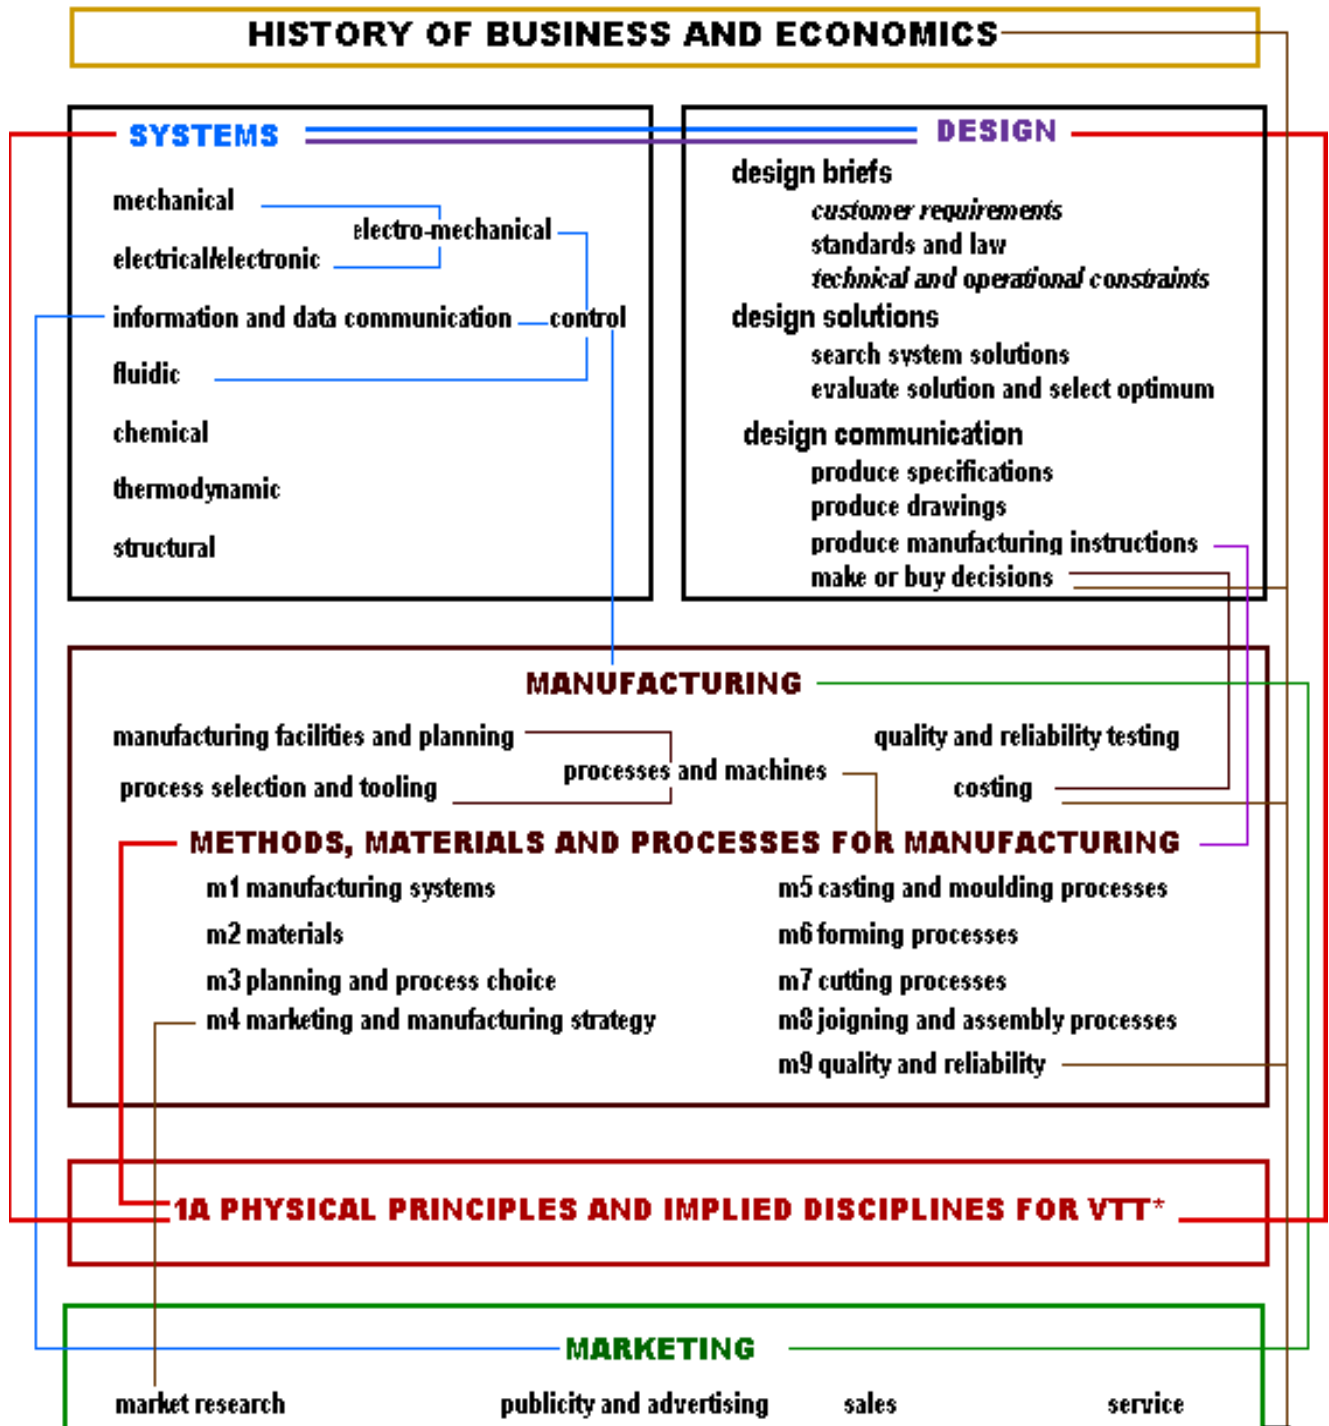 HISTORY OF BUSINESS AND ECONOMICS
SYSTEMS
mechanical
electro-mechanical
electrical/electronic
information and data communication
control
fluidic
chemical
thermodynamic
structural
DESIGN
design briefs
customer requirements
standards and law
technical and operational constraints
design solutions
search system solutions
evaluate solution and select optimum
design communication
produce specifications
produce drawings
produce manufacturing instructions
make or buy decisions
MANUFACTURING
manufacturing facilities and planning
quality and reliability testing
processes and machines
process selection and tooling
costing
METHODS, MATERIALS AND PROCESSES FOR MANUFACTURING
m1 manufacturing systems
m2 materials
m3 planning and process choice
m4 marketing and manufacturing strategy
m5 casting and moulding processes
m6 forming processes
m7 cutting processes
m8 joigning and assembly processes
m9 quality and reliability
1A PHYSICAL PRINCIPLES AND IMPLIED DISCIPLINES FOR VTT*
MARKETING
market research
publicity and advertising
sales
service